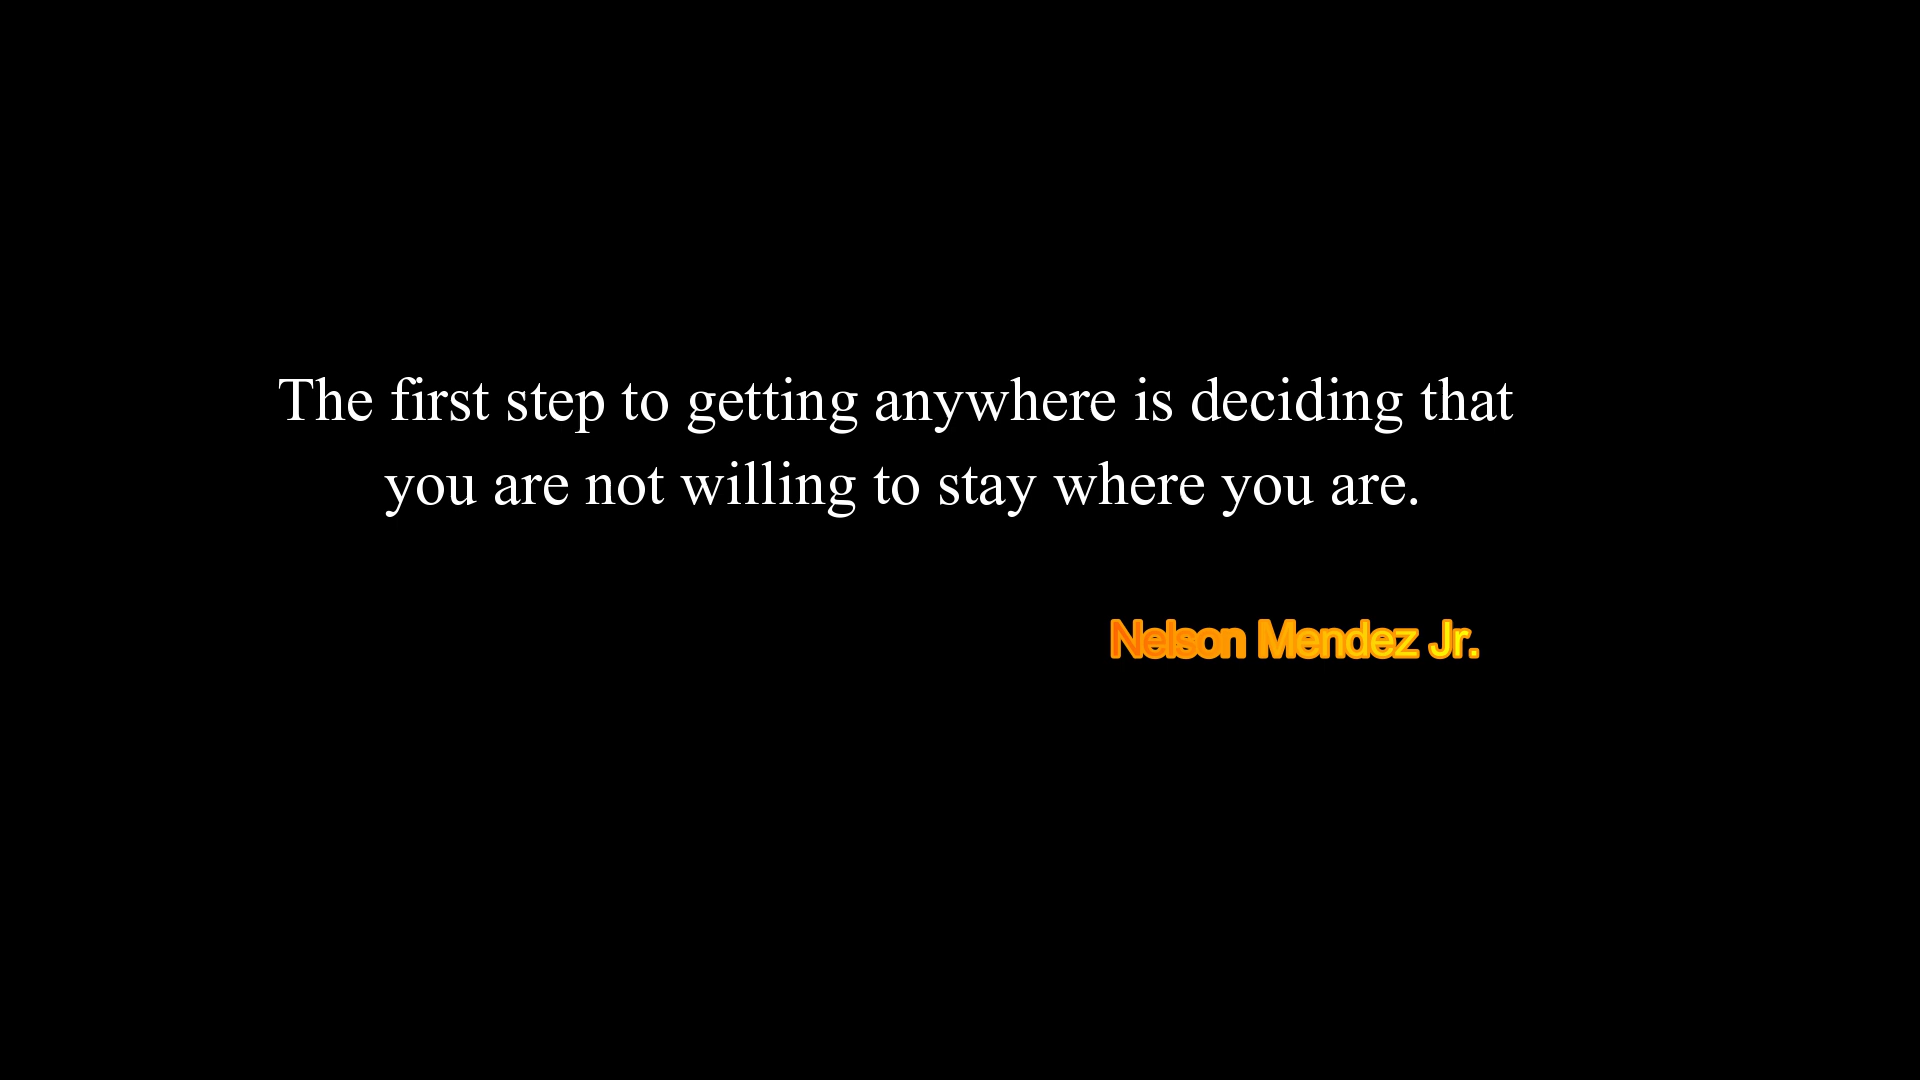 The first step to getting anywhere is deciding that
you are not willing to stay where you are.
Nelson Mendez Jr.